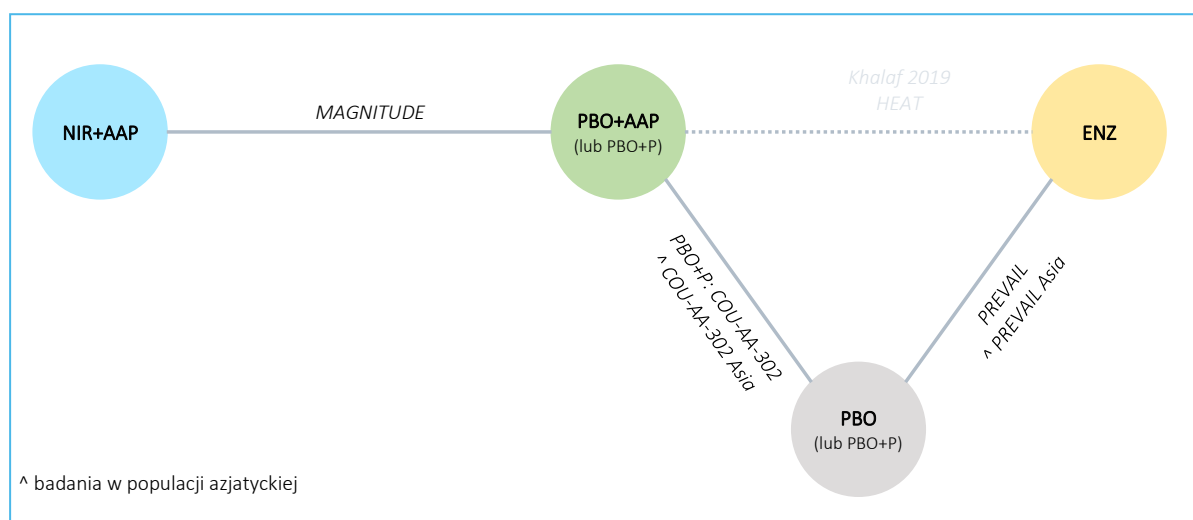 Khalaf 2019
HEAT
NIR+AAP
MAGNITUDE
PBO+AAP
(lub PBO+P)
ENZ
PBO+P: COU-AA-302
^ COU-AA-302 Asia
PREVAIL
^ PREVAIL Asia
PBO
(lub PBO+P)
^ badania w populacji azjatyckiej